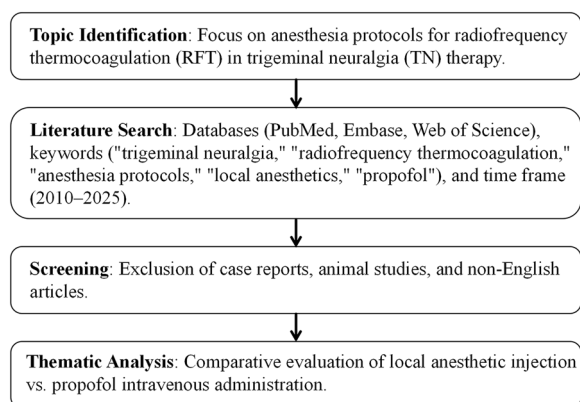 Topic Identification: Focus on anesthesia protocols for radiofrequency
thermocoagulation (RFT) in trigeminal neuralgia (TN) therapy.
Literature Search: Databases (PubMed, Embase, Web of Science),
keywords ("trigeminal neuralgia," "radiofrequency thermocoagulation,"
"anesthesia protocols," "local anesthetics," "propofol"), and time frame
(2010–2025).
Screening: Exclusion of case reports, animal studies, and non-English
articles.
Thematic Analysis: Comparative evaluation of local anesthetic injection
vs. propofol intravenous administration.